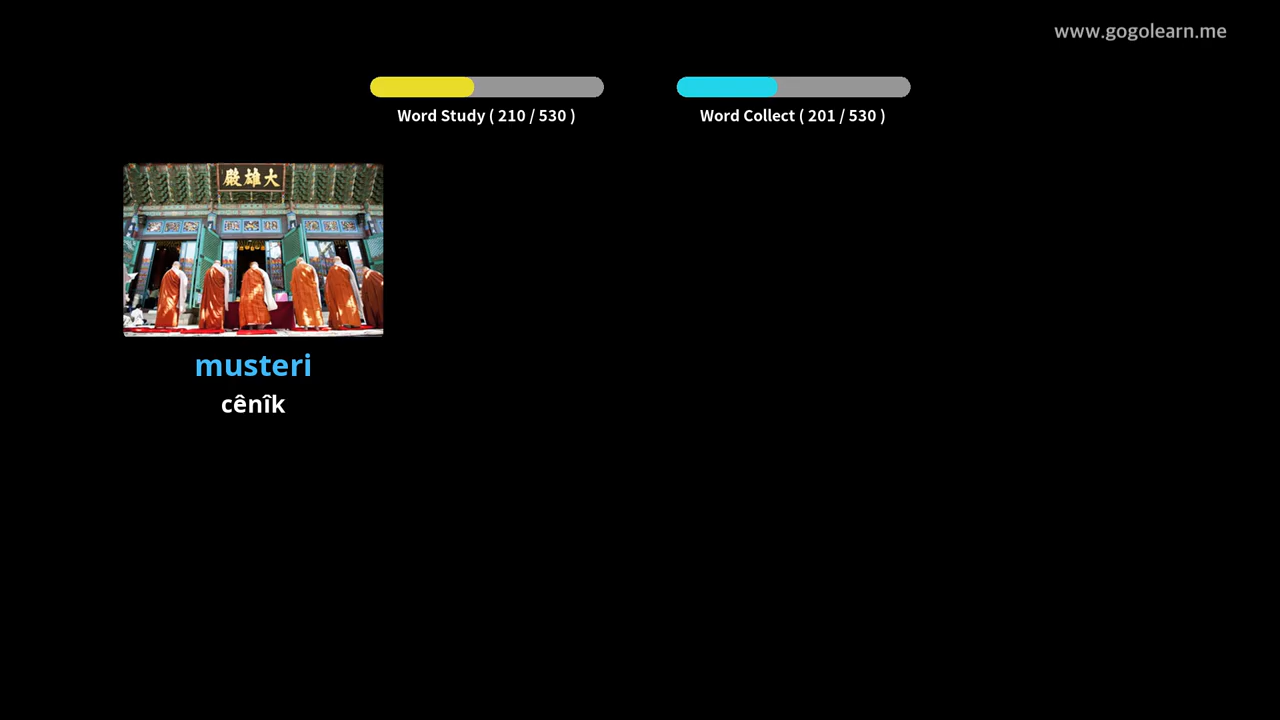 www.gogolearn.me
Word Study ( 210 / 530 )
Word Collect ( 201 / 530 )
殿雄大
musteri
cênîk